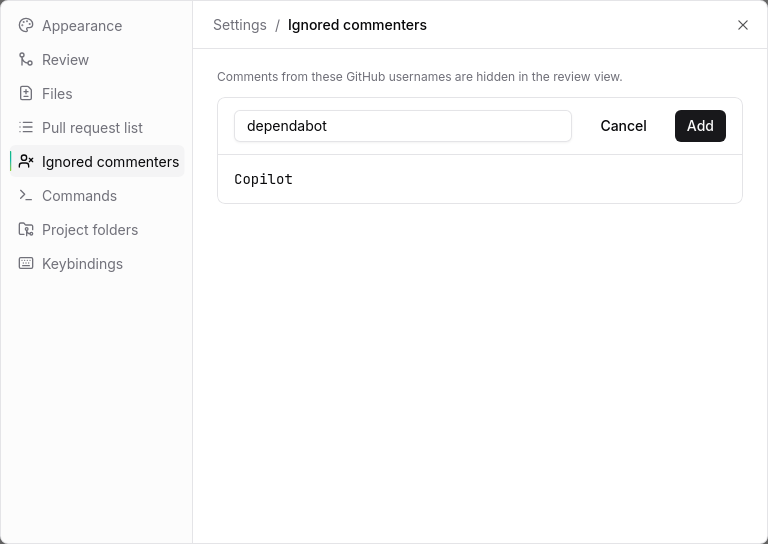 Appearance
Review
Files
Pull request list
Ignored commenters
Commands
Project folders
Keybindings
Settings / Ignored commenters
Comments from these GitHub usernames are hidden in the review view.
dependabot Cancel Add
Copilot